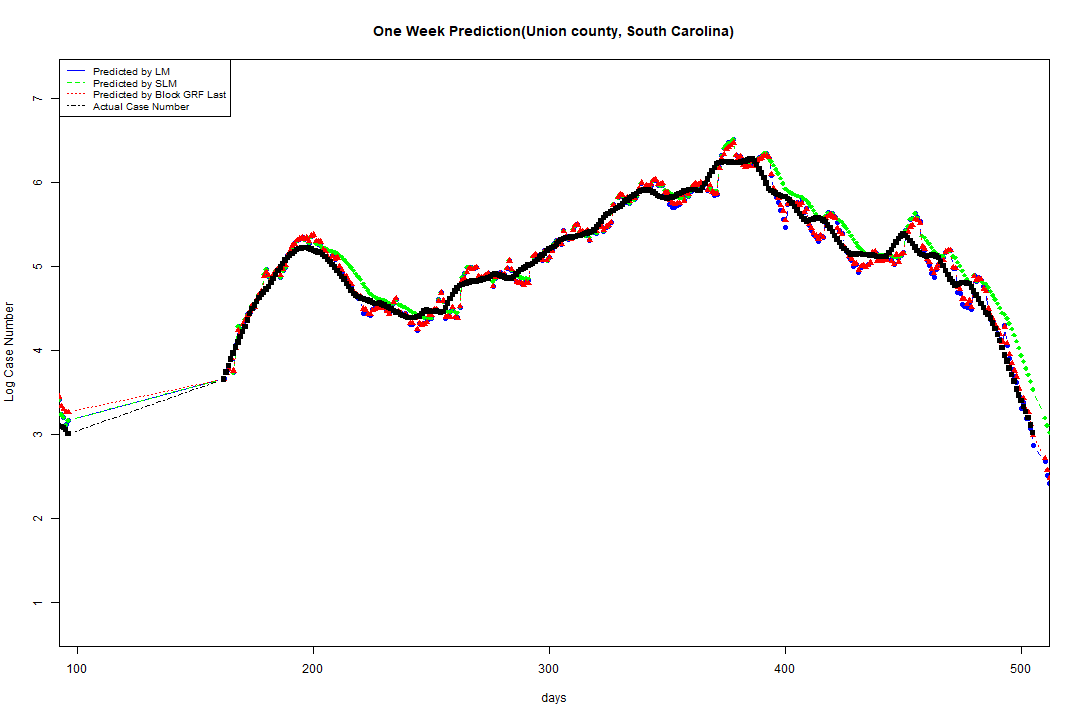 One Week Prediction(Union county, South Carolina)
Predicted by LM
Predicted by SLM
Predicted by Block GRF Last
Actual Case Number
7
6
5
4
3
2
1
Log Case Number
100 200 300 400 500
days